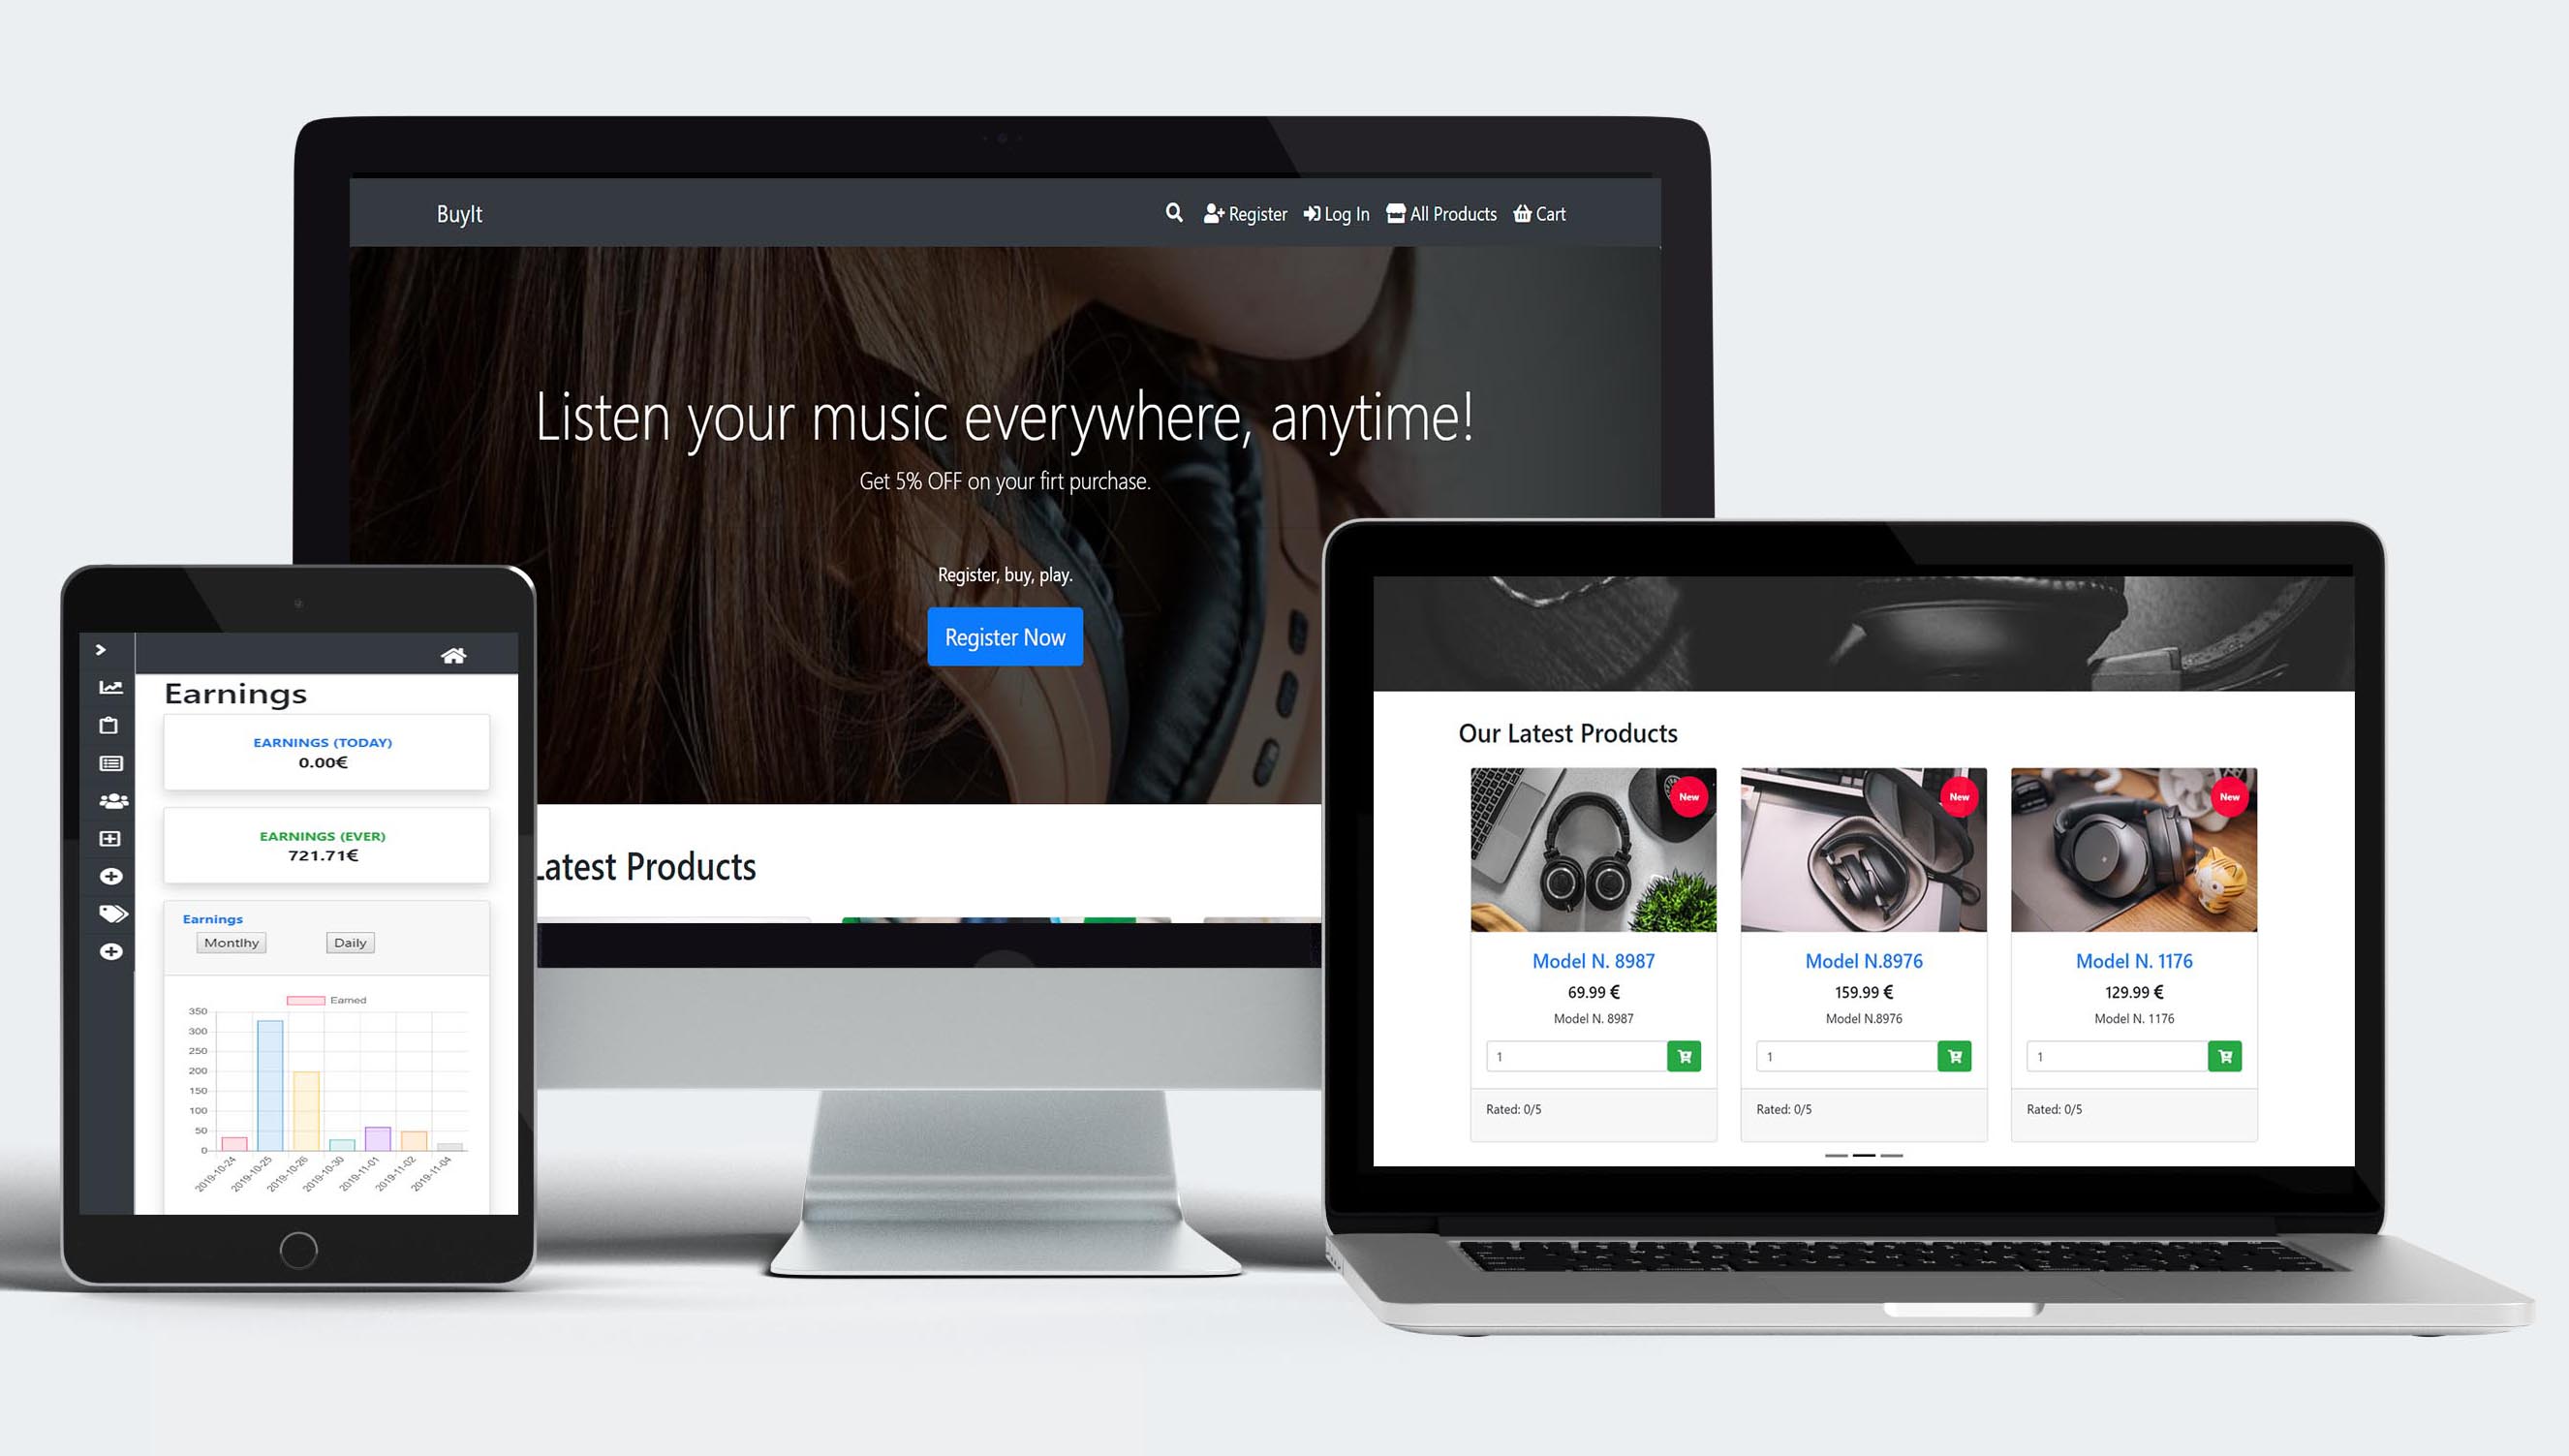 BuyIt
Register Log In All Products Cart
Listen your music everywhere, anytime!
Get 5% OFF on your firt purchase.
Register, buy, play.
Register Now
Latest Products
Earnings
EARNINGS (TODAY)
0.00€
EARNINGS (EVER)
721.71€
Earnings
Montlhy Daily
Earned
350
300
250
200
150
100
50
0
2019-10-24 2019-10-25 2019-10-26 2019-10-30 2019-11-01 2019-11-02 2019-11-04
Our Latest Products
New New New
Model N. 8987 Model N.8976 Model N. 1176
69.99 € 159.99 € 129.99 €
Model N. 8987 Model N.8976 Model N. 1176
1 1 1
Rated: 0/5 Rated: 0/5 Rated: 0/5